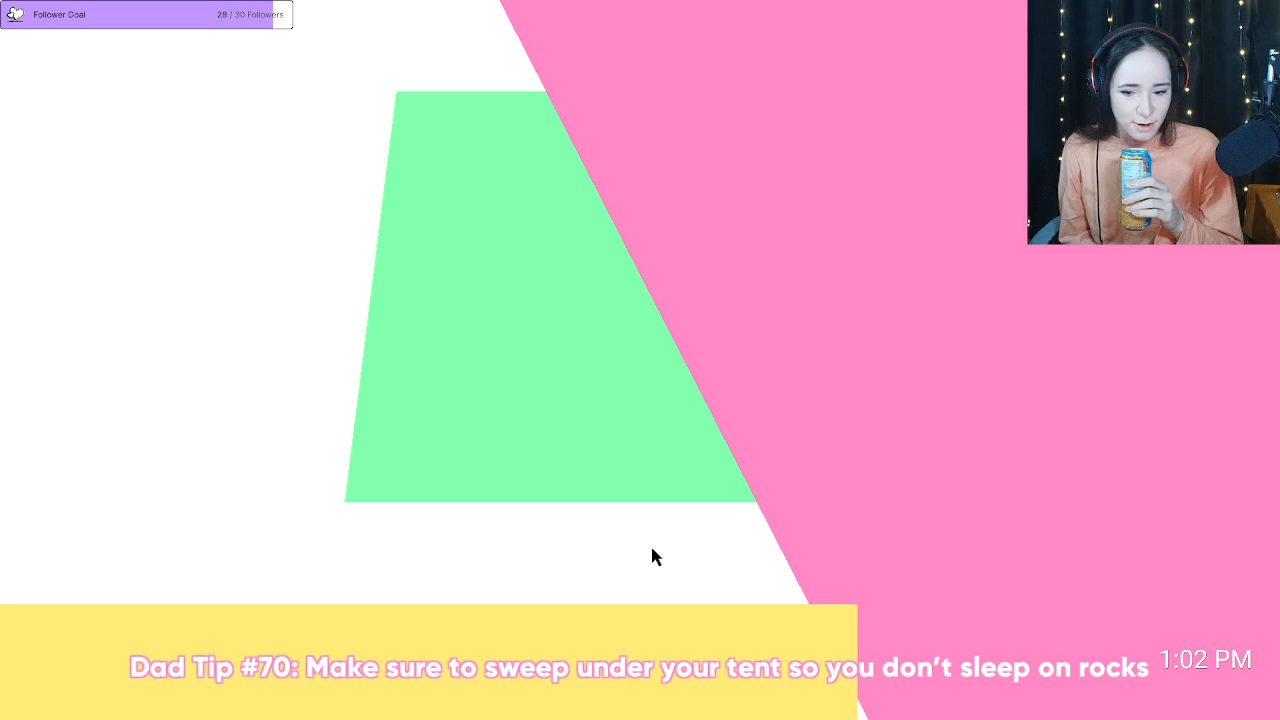 Follower Goal 28 / 30 Followers
Dad Tip #70: Make sure to sweep under your tent so you don't sleep on rocks
1:02 PM